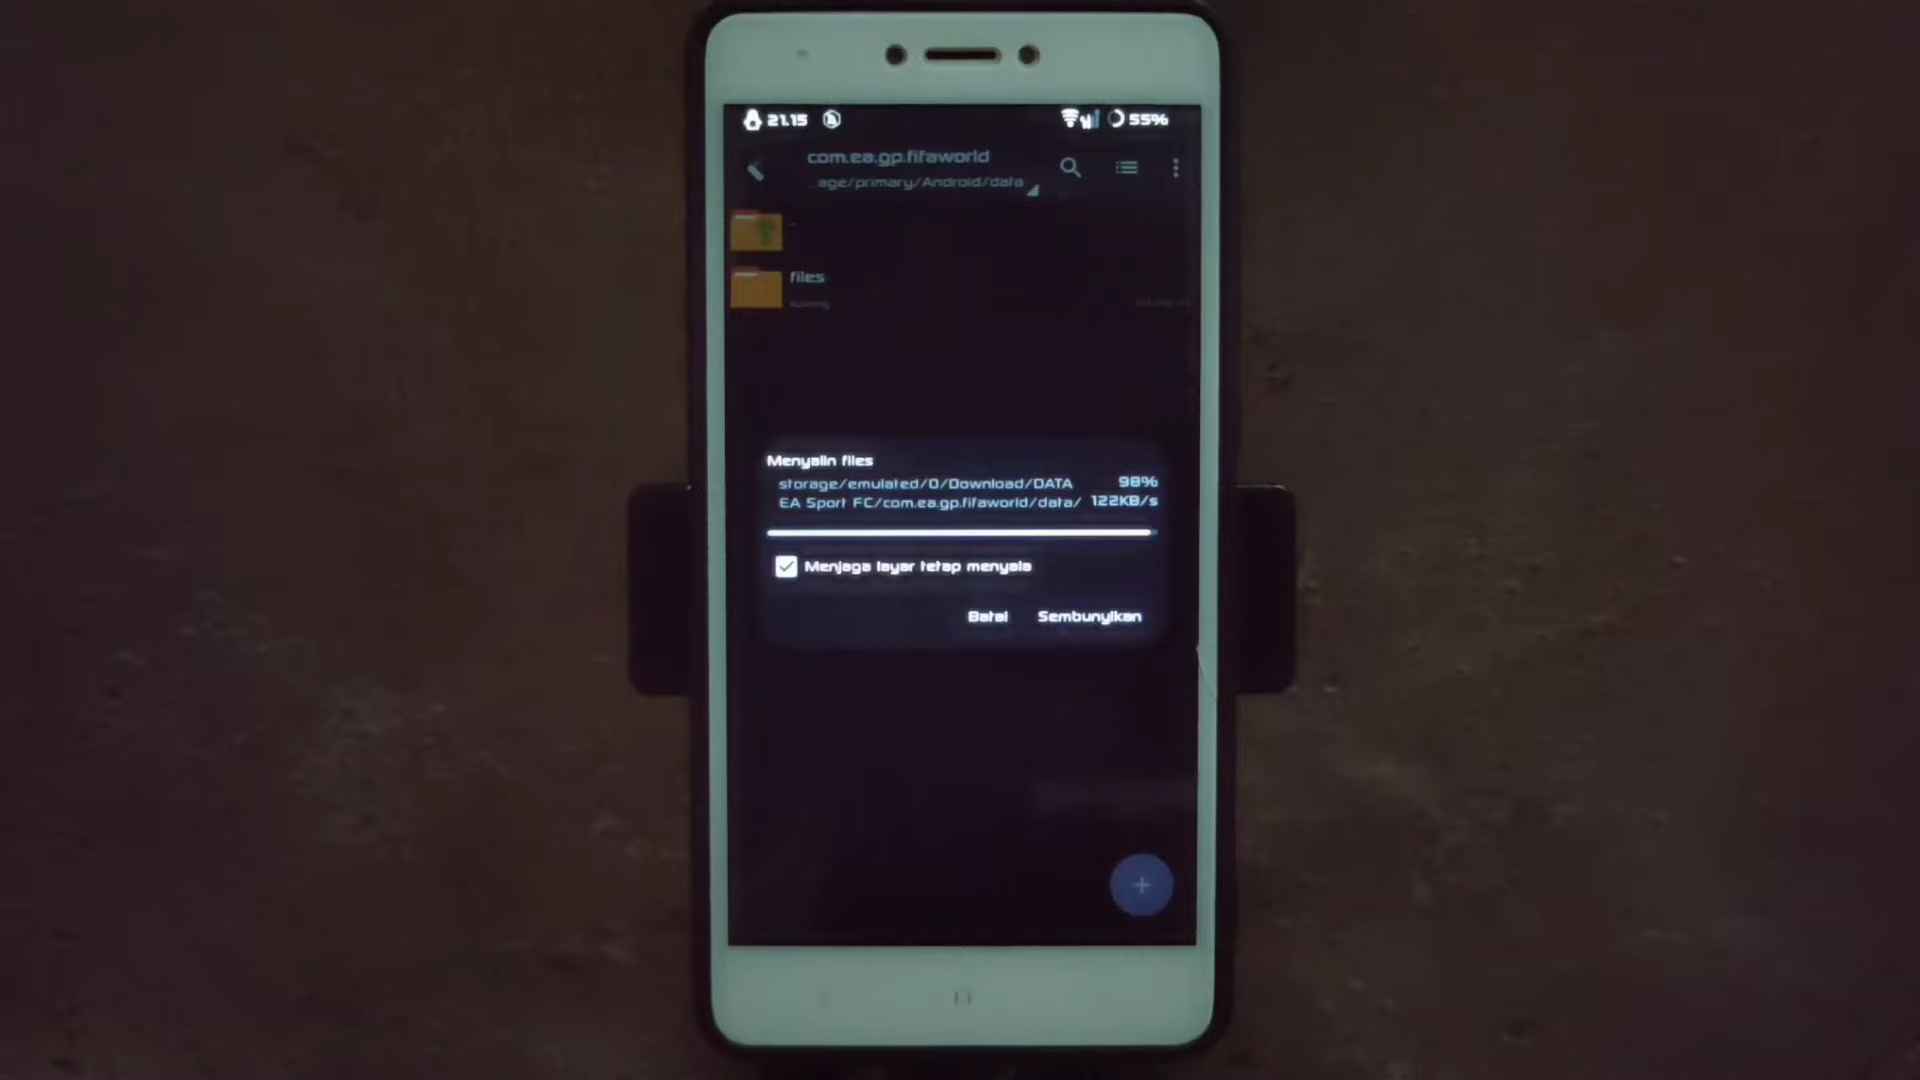 21.15
55%
com.ea.gp.fifaworld
...age/primary/Android/data
files
Menyalin files
storage/emulated/0/Download/DATA 98%
EA Sport FC/com.ea.gp.fifaworld/data/ 122KB/s
Menjaga layar tetap menyala
Batal Sembunyikan